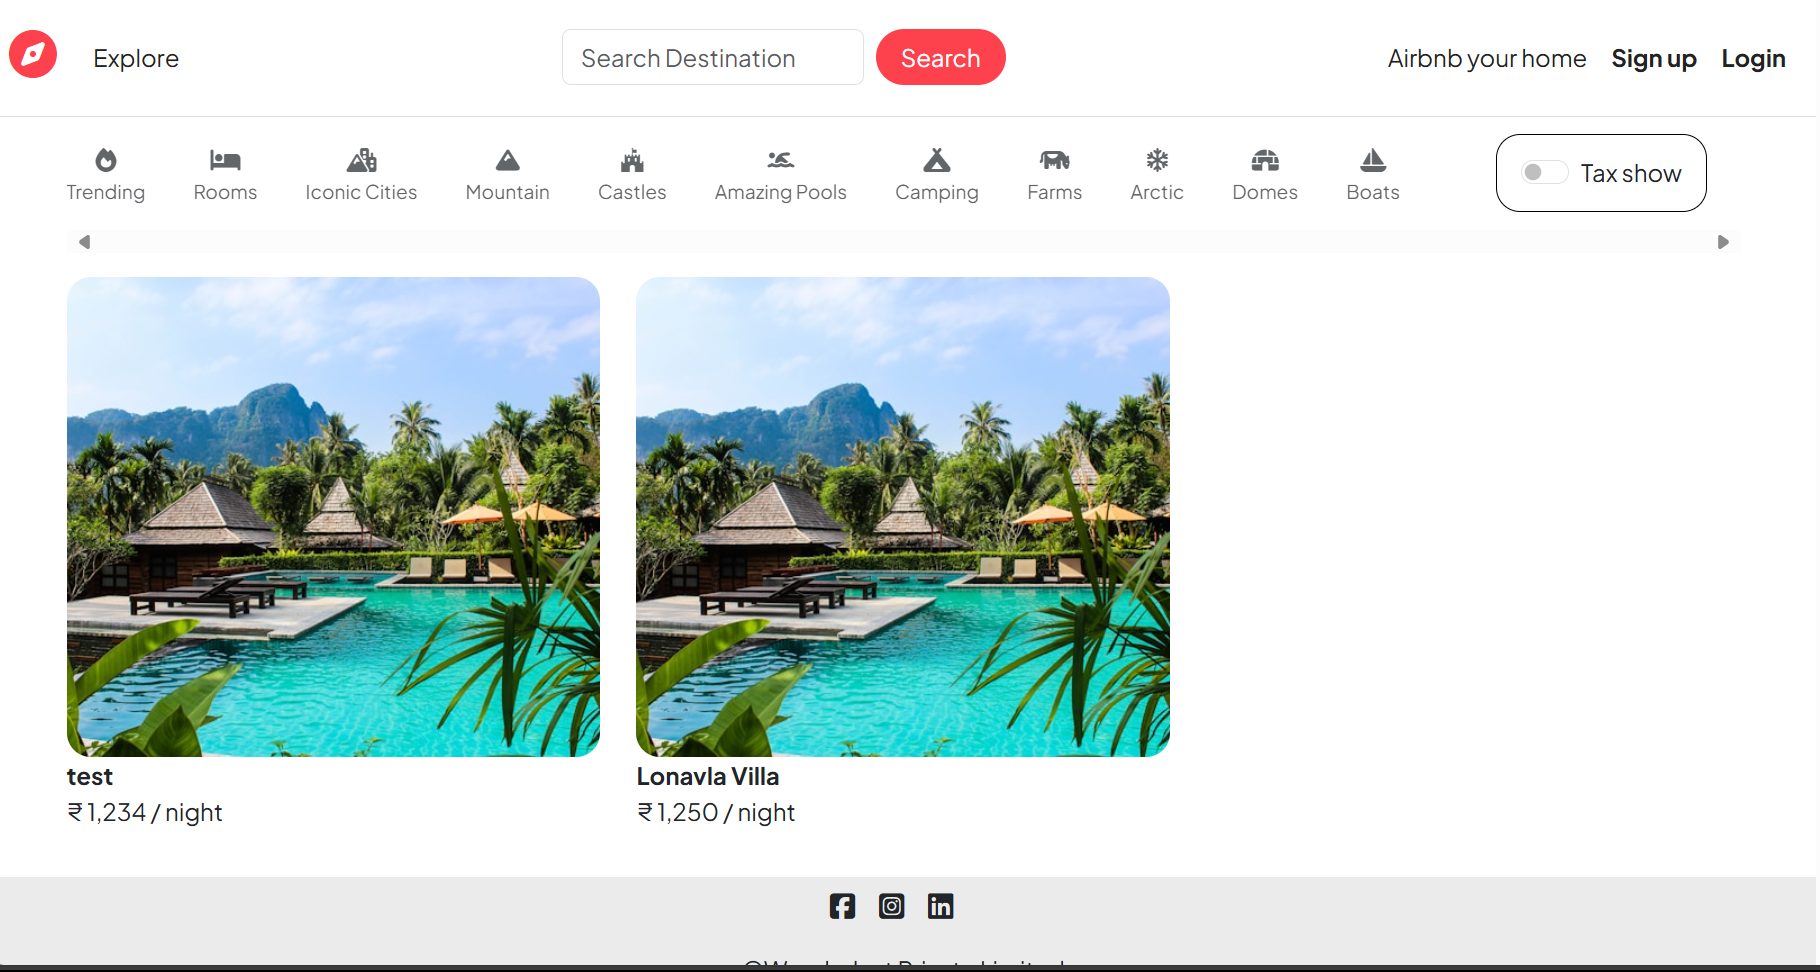 Explore
Search Destination
Search
Airbnb your home
Sign up
Login
Trending
Rooms
Iconic Cities
Mountain
Castles
Amazing Pools
Camping
Farms
Arctic
Domes
Boats
Tax show
test
₹ 1,234 / night
Lonavla Villa
₹ 1,250 / night